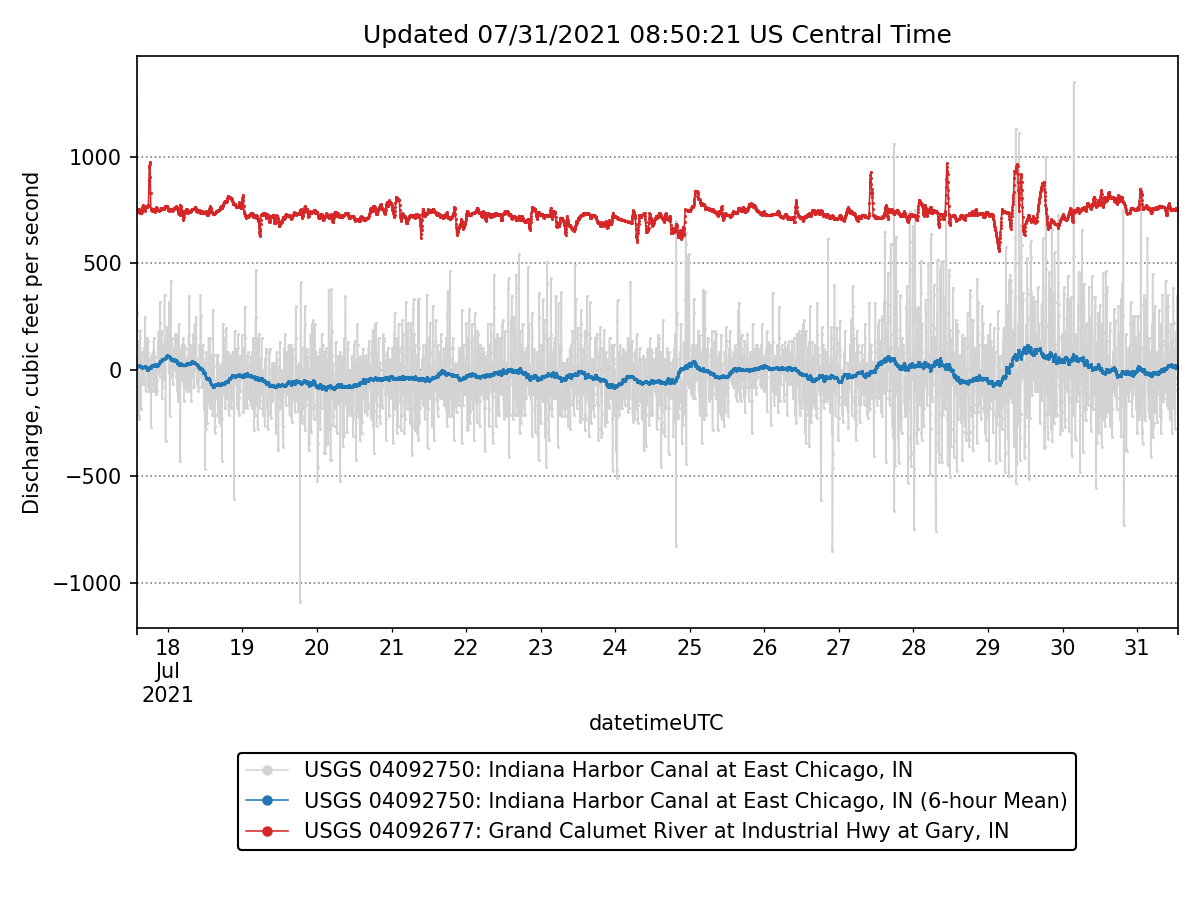 Updated 07/31/2021 08:50:21 US Central Time
Discharge, cubic feet per second
1000
500
0
−500
−1000
18 19 20 21 22 23 24 25 26 27 28 29 30 31
Jul
2021
datetimeUTC
USGS 04092750: Indiana Harbor Canal at East Chicago, IN
USGS 04092750: Indiana Harbor Canal at East Chicago, IN (6-hour Mean)
USGS 04092677: Grand Calumet River at Industrial Hwy at Gary, IN